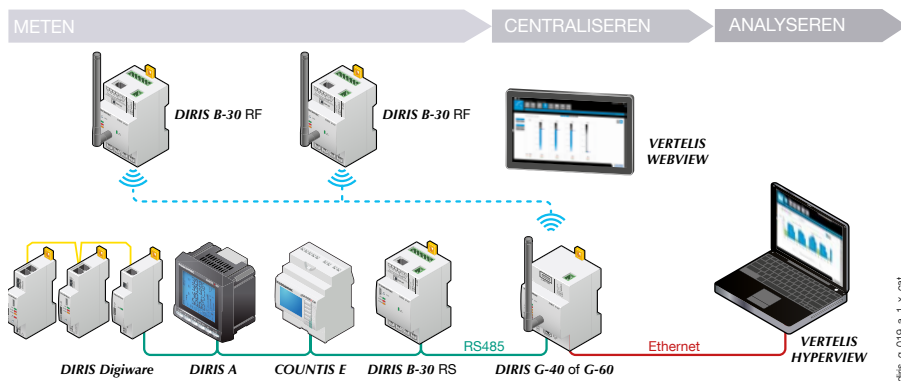 METEN
CENTRALISEREN
ANALYSEREN
DIRIS B-30 RF
DIRIS B-30 RF
VERTELIS
WEBVIEW
RS485
Ethernet
DIRIS Digiware
DIRIS A
COUNTIS E
DIRIS B-30 RS
DIRIS G-40 of G-60
VERTELIS
HYPERVIEW